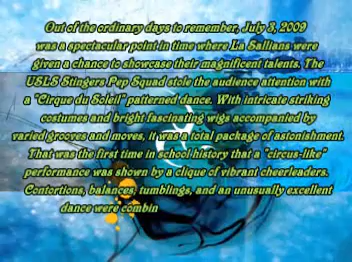 Out of the ordinary days to remember, July 3, 2009
was a spectacular point in time where La Sallians were
given a chance to showcase their magnificent talents. The
USLS Stingers Pep Squad stole the audience attention with
a "Cirque du Soleil" patterned dance. With intricate striking
costumes and bright fascinating wigs accompanied by
varied grooves and moves, it was a total package of astonishment.
That was the first time in school history that a "circus-like"
performance was shown by a clique of vibrant cheerleaders.
Contortions, balances, tumblings, and an unusually excellent
dance were combin